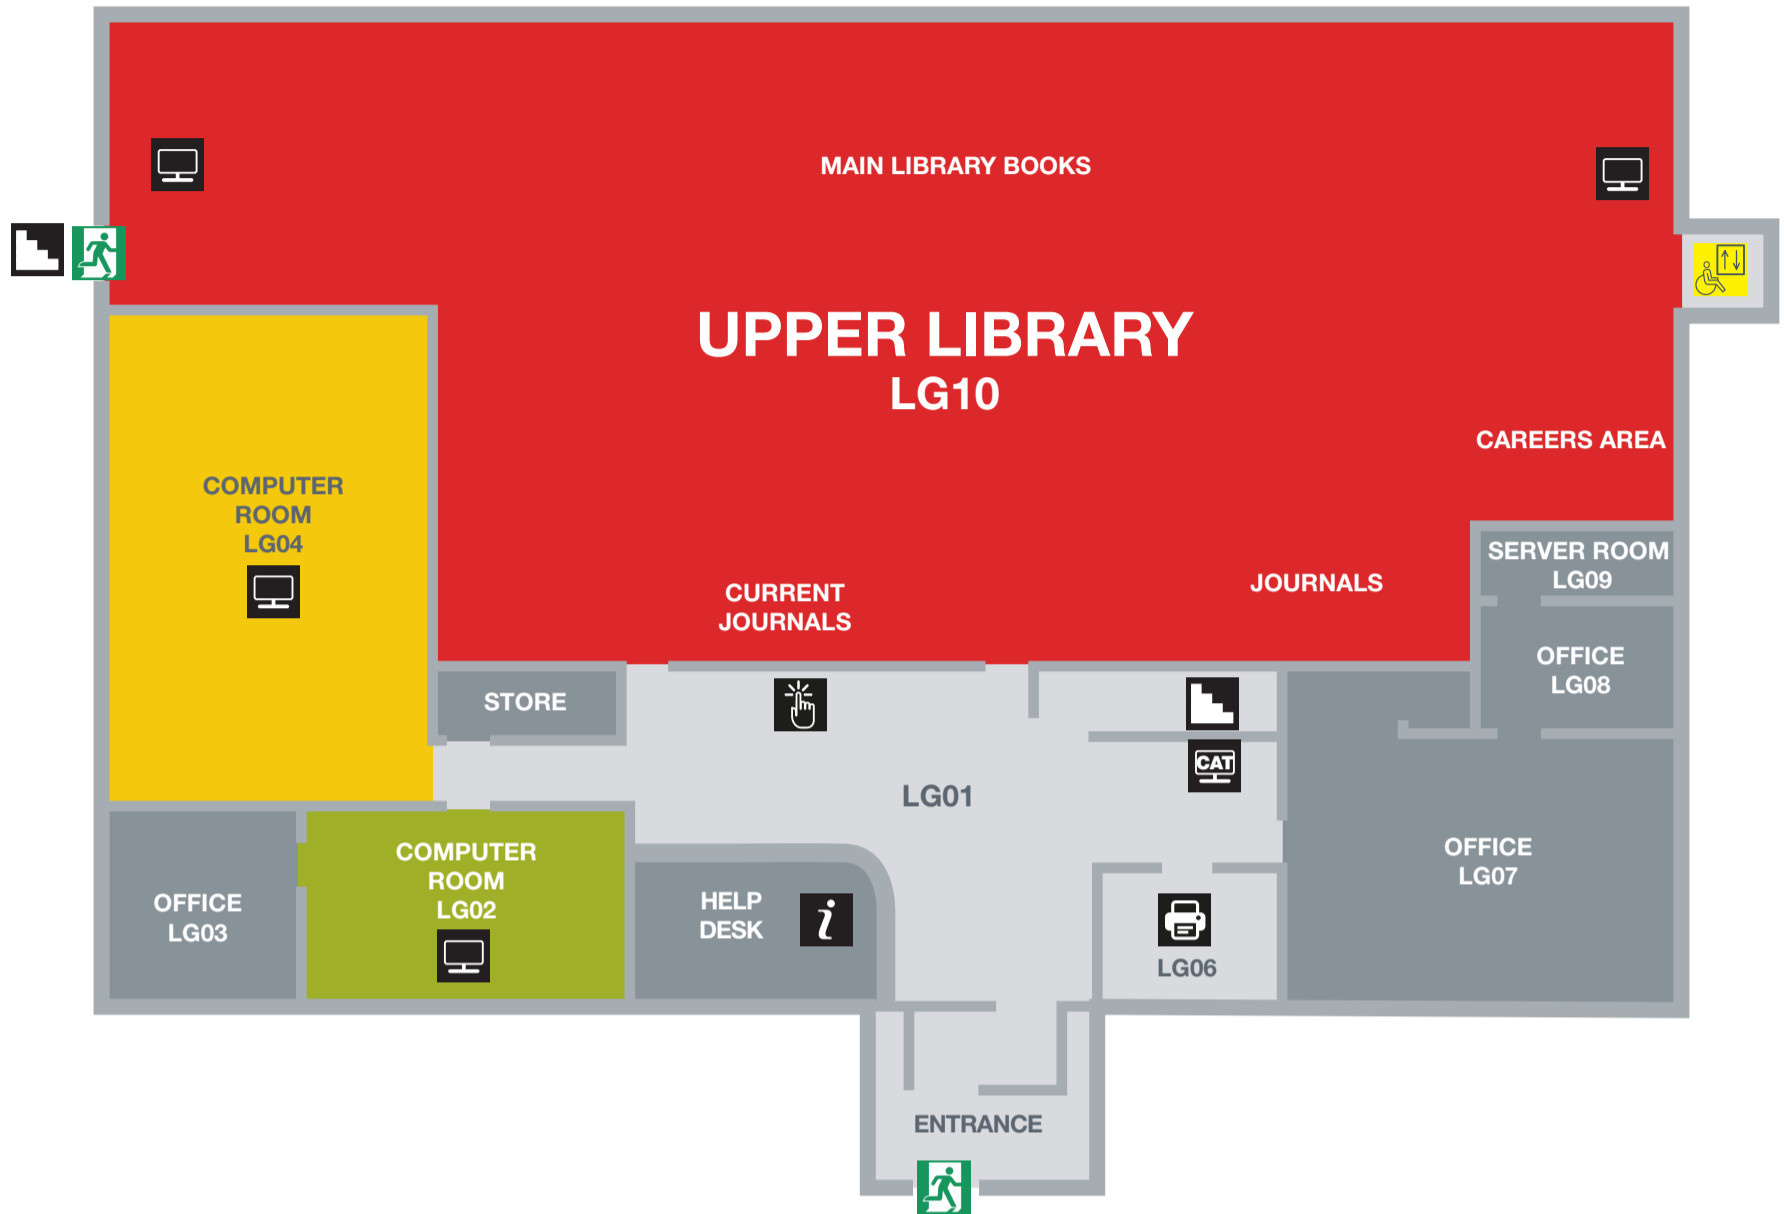 MAIN LIBRARY BOOKS
UPPER LIBRARY
LG10
CAREERS AREA
COMPUTER
ROOM
LG04
SERVER ROOM
LG09
JOURNALS
CURRENT
JOURNALS
OFFICE
LG08
STORE
CAT
LG01
COMPUTER
ROOM
LG02
OFFICE
LG07
HELP
DESK
i
OFFICE
LG03
LG06
ENTRANCE